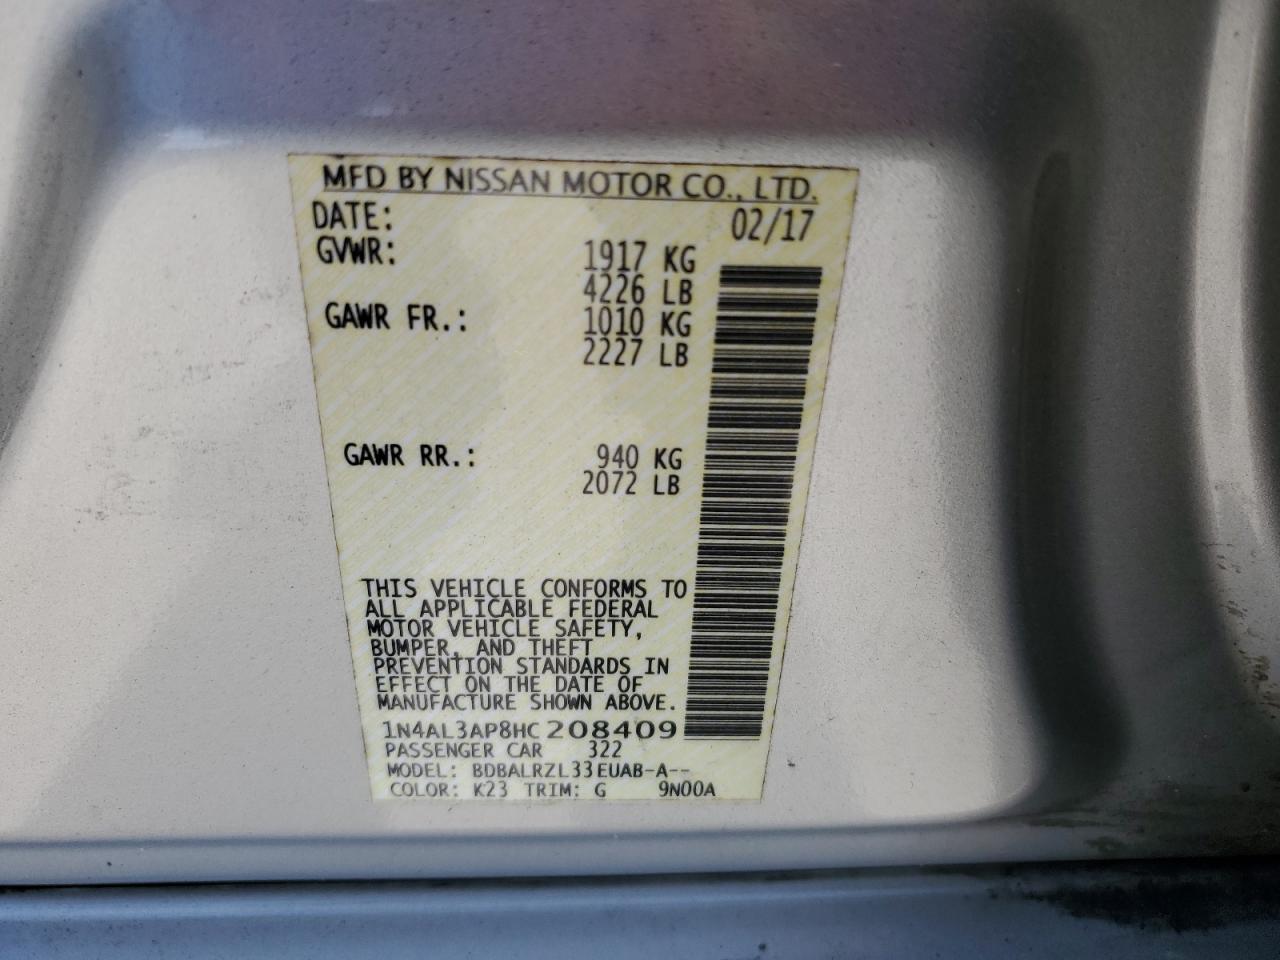 MFD BY NISSAN MOTOR CO., LTD.
DATE: 02/17
GVWR: 1917 KG
4226 LB
GAWR FR.: 1010 KG
2227 LB
GAWR RR.: 940 KG
2072 LB
THIS VEHICLE CONFORMS TO
ALL APPLICABLE FEDERAL
MOTOR VEHICLE SAFETY,
BUMPER, AND THEFT
PREVENTION STANDARDS IN
EFFECT ON THE DATE OF
MANUFACTURE SHOWN ABOVE.
1N4AL3AP8HC208409
PASSENGER CAR 322
MODEL: BDBALRZL33EUAB-A--
COLOR: K23 TRIM: G 9N00A